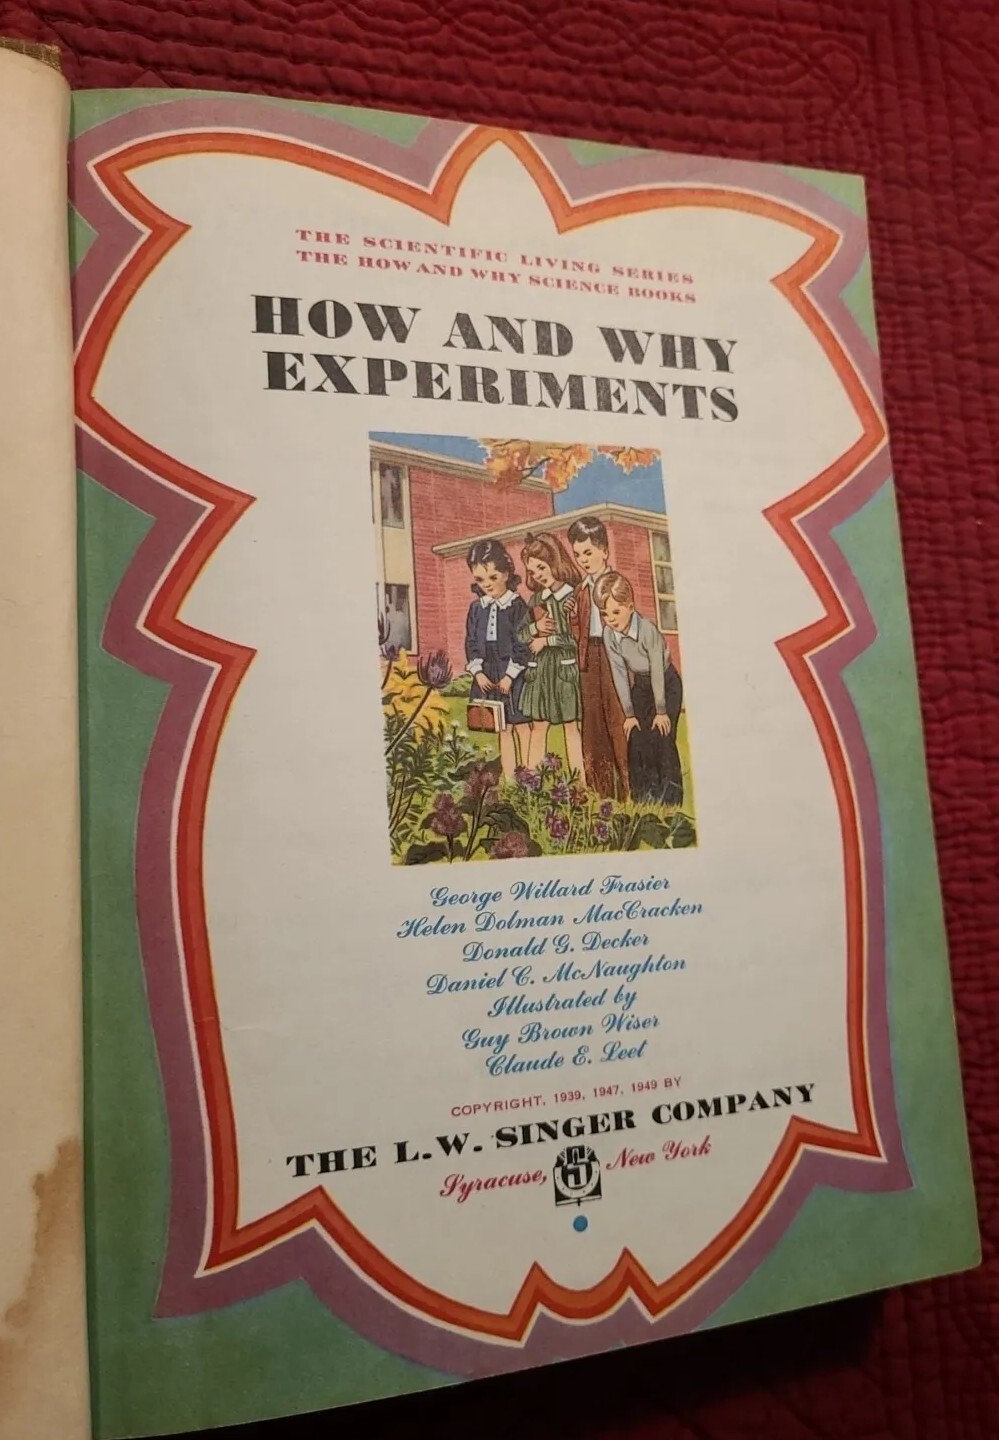 THE SCIENTIFIC LIVING SERIES
THE HOW AND WHY SCIENCE BOOKS
HOW AND WHY
EXPERIMENTS
George Willard Frasier
Helen Dolman MacCracken
Donald G. Decker
Daniel C. McNaughton
Illustrated by
Guy Brown Wiser
Claude E. Leet
COPYRIGHT, 1939, 1947, 1949 BY
THE L. W. SINGER COMPANY
Syracuse, S New York